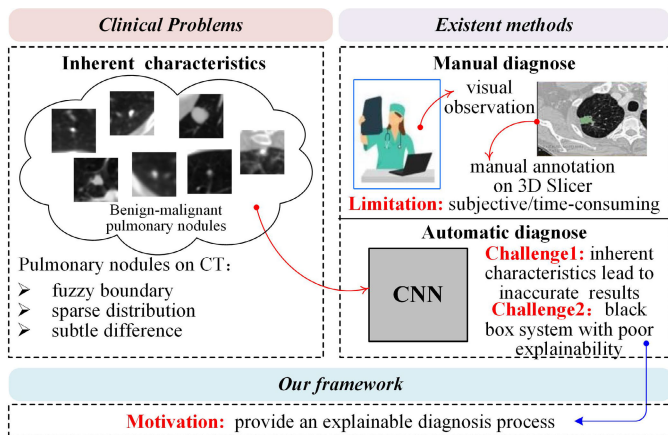 Clinical Problems
Inherent characteristics
Benign-malignant
pulmonary nodules
Pulmonary nodules on CT:
➢ fuzzy boundary
➢ sparse distribution
➢ subtle difference
Existent methods
Manual diagnose
visual
observation
manual annotation
on 3D Slicer
Limitation: subjective/time-consuming
Automatic diagnose
CNN
Challenge1: inherent
characteristics lead to
inaccurate results
Challenge2: black
box system with poor
explainability
Our framework
Motivation: provide an explainable diagnosis process